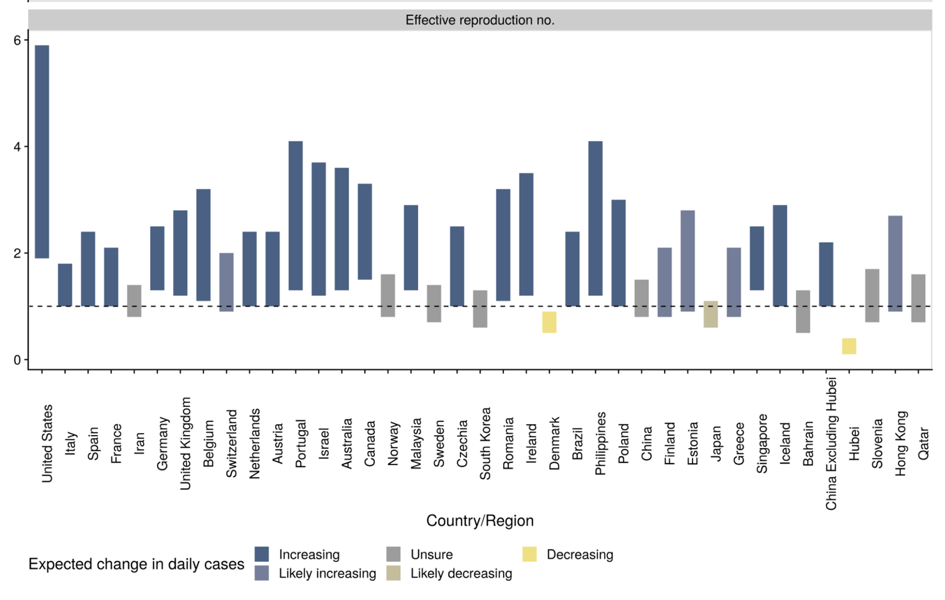 Effective reproduction no.
6
4
2
0
United States
Italy
Spain
France
Iran
Germany
United Kingdom
Belgium
Switzerland
Netherlands
Austria
Portugal
Israel
Australia
Canada
Norway
Malaysia
Sweden
Czechia
South Korea
Romania
Ireland
Denmark
Brazil
Philippines
Poland
China
Finland
Estonia
Japan
Greece
Singapore
Iceland
Bahrain
China Excluding Hubei
Hubei
Slovenia
Hong Kong
Qatar
Country/Region
Expected change in daily cases
Increasing
Likely increasing
Unsure
Likely decreasing
Decreasing